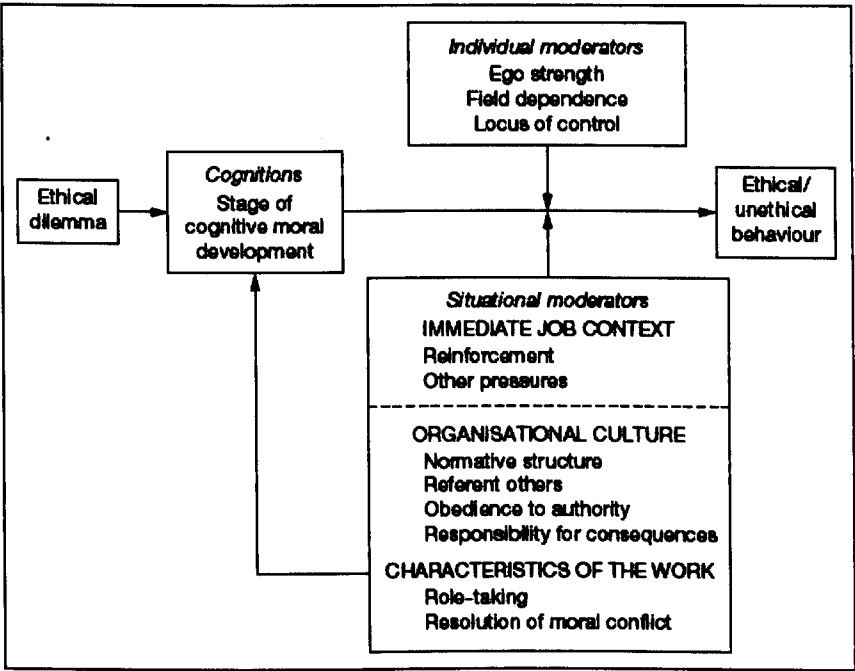 Individual moderators
Ego strength
Field dependence
Locus of control
Ethical
dilemma
Cognitions
Stage of
cognitive moral
development
Ethical/
unethical
behaviour
Situational moderators
IMMEDIATE JOB CONTEXT
Reinforcement
Other pressures
ORGANISATIONAL CULTURE
Normative structure
Referent others
Obedience to authority
Responsibility for consequences
CHARACTERISTICS OF THE WORK
Role-taking
Resolution of moral conflict